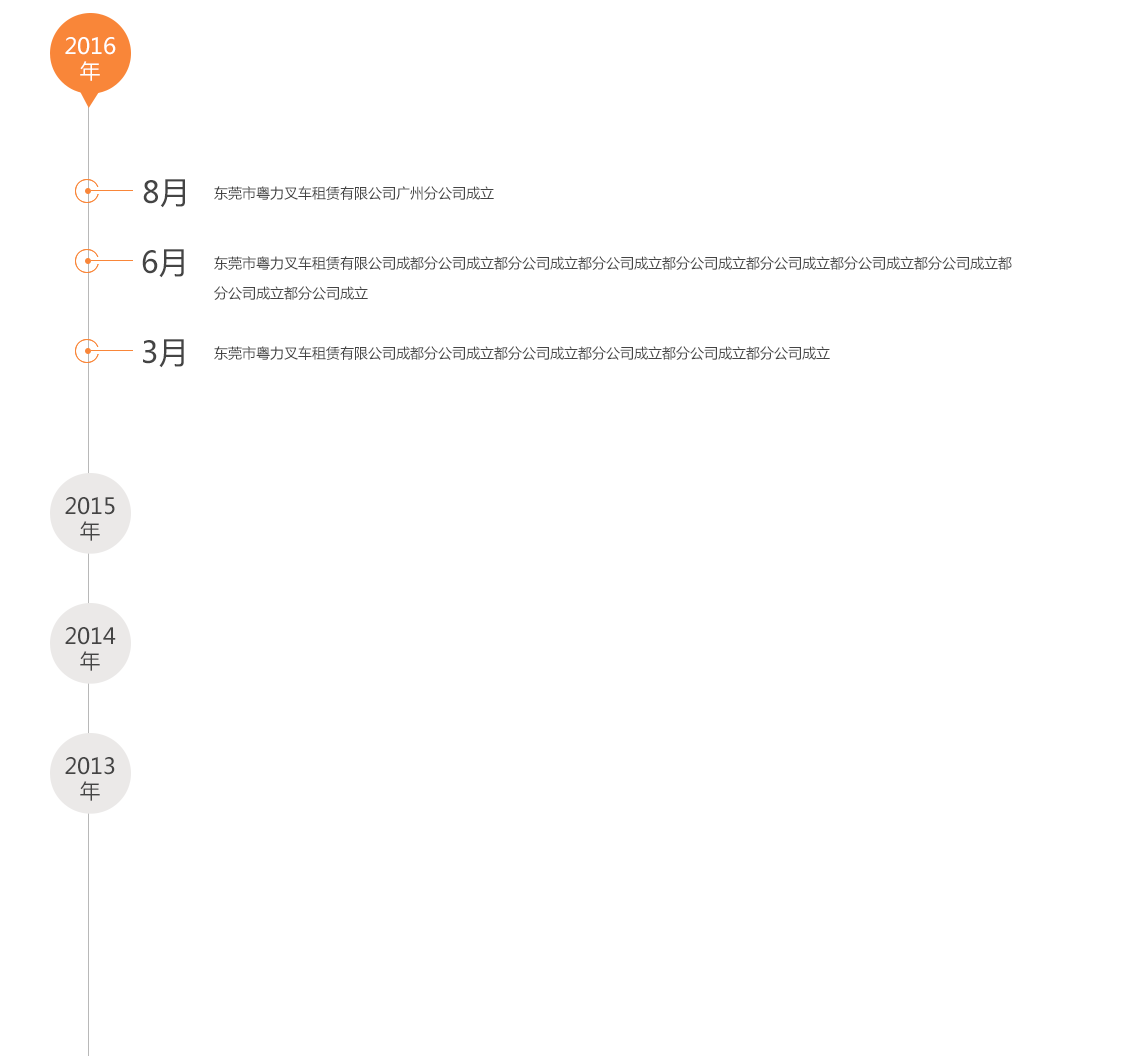 2016
年
8月 东莞市粤力叉车租赁有限公司广州分公司成立
6月 东莞市粤力叉车租赁有限公司成都分公司成立都分公司成立都分公司成立都分公司成立都分公司成立都分公司成立都分公司成立都
分公司成立都分公司成立
3月 东莞市粤力叉车租赁有限公司成都分公司成立都分公司成立都分公司成立都分公司成立都分公司成立
2015
年
2014
年
2013
年